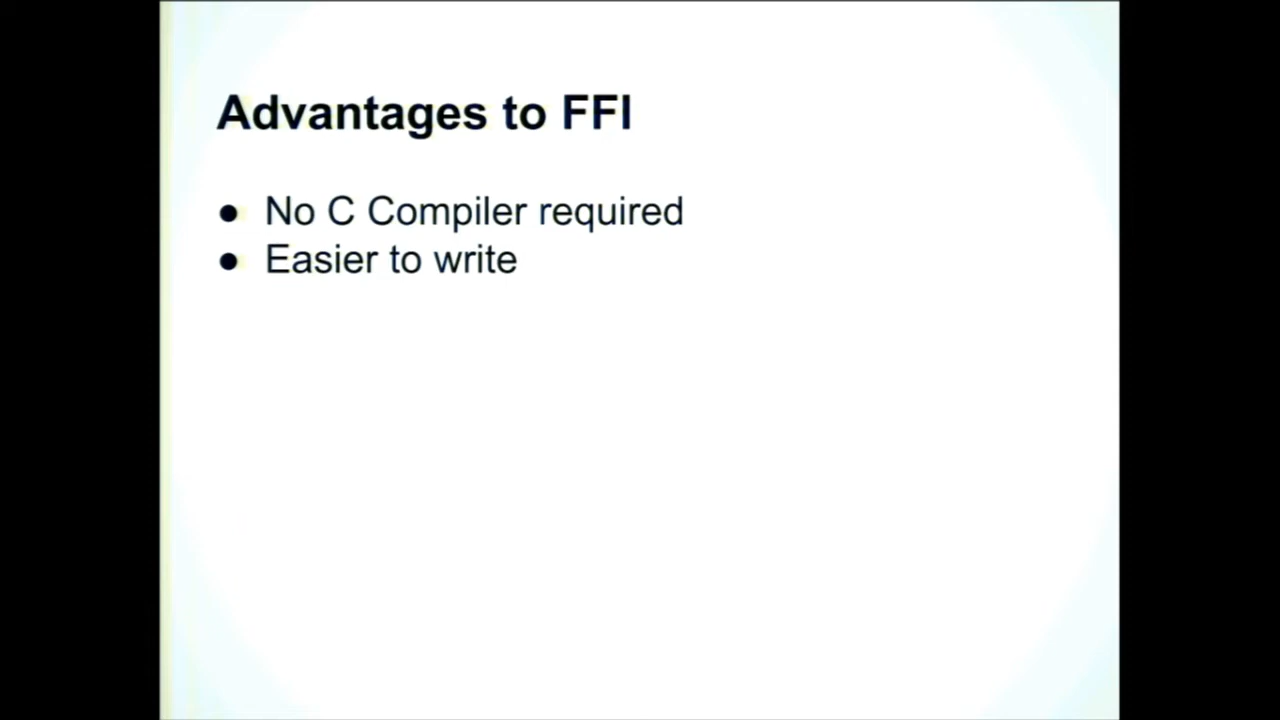 Advantages to FFI
● No C Compiler required
● Easier to write